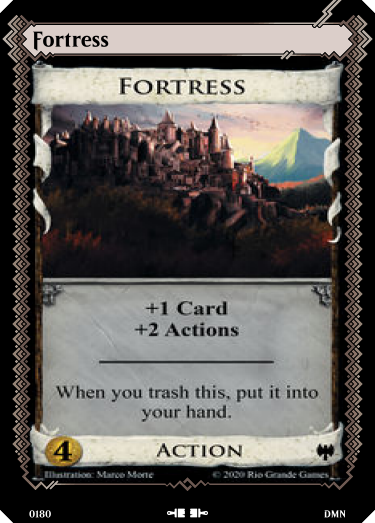 Fortress
FORTRESS
+1 Card
+2 Actions
When you trash this, put it into
your hand.
4
ACTION
Illustration: Marco Morte
© 2020 Rio Grande Games
0180
DMN